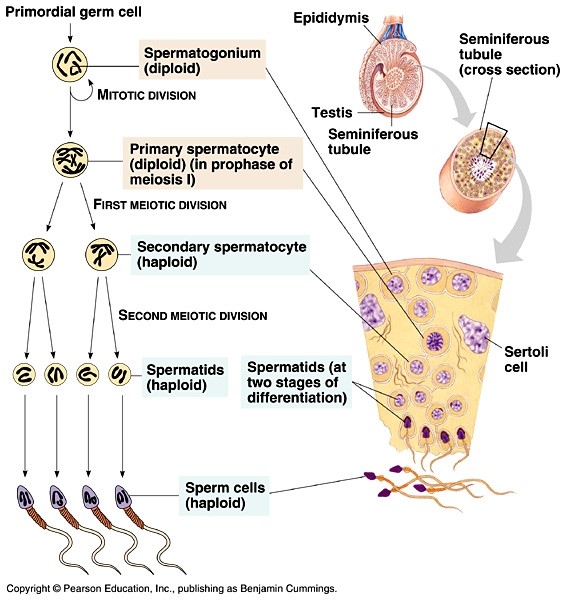 Primordial germ cell
Spermatogonium
(diploid)
MITOTIC DIVISION
Primary spermatocyte
(diploid) (in prophase of
meiosis I)
FIRST MEIOTIC DIVISION
Secondary spermatocyte
(haploid)
SECOND MEIOTIC DIVISION
Spermatids
(haploid)
Sperm cells
(haploid)
Epididymis
Testis
Seminiferous
tubule
Seminiferous
tubule
(cross section)
Sertoli
cell
Spermatids (at
two stages of
differentiation)
Copyright © Pearson Education, Inc., publishing as Benjamin Cummings.